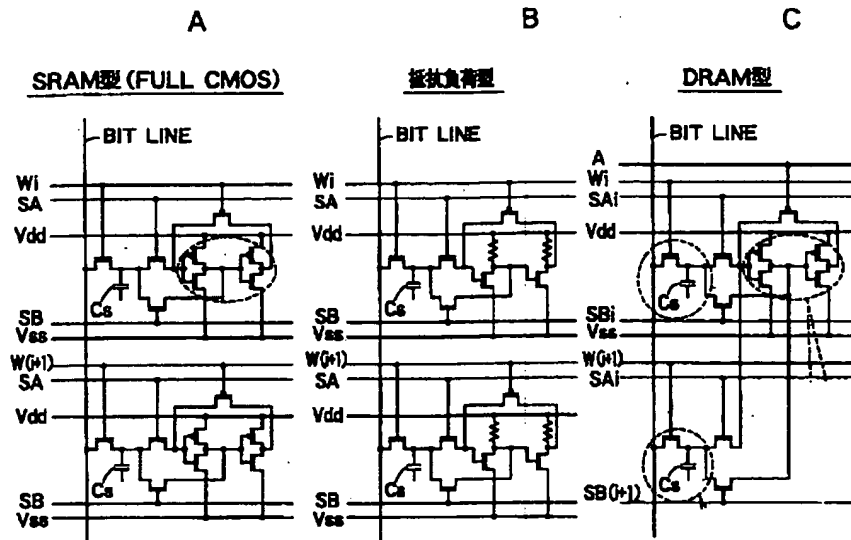 A
SRAM型(FULL CMOS)
BIT LINE
Wi
SA
Vdd
Cs
SB
Vss
W(i+1)
SA
Vdd
Cs
SB
Vss
B
抵抗負荷型
BIT LINE
Wi
SA
Vdd
Cs
SB
Vss
W(i+1)
SA
Vdd
Cs
SB
Vss
C
DRAM型
BIT LINE
A
Wi
SAi
Vdd
Cs
SBi
Vss
W(i+1)
SAi
Cs
SB(i+1)